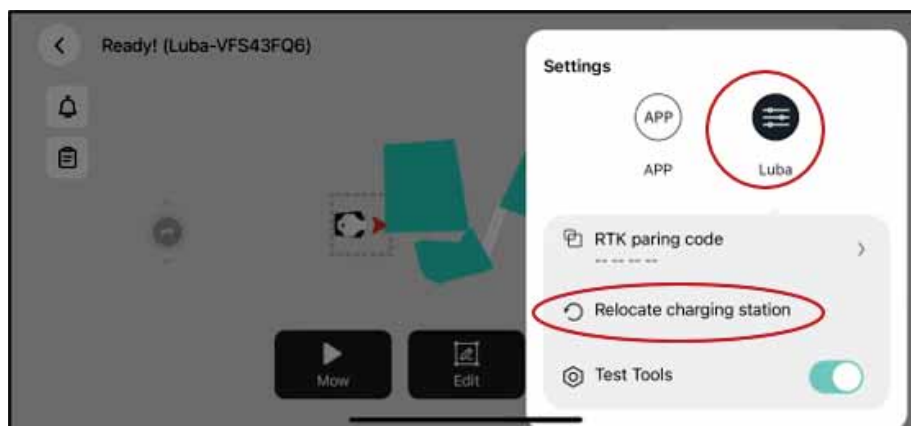 Ready! (Luba-VFS43FQ6)
Settings
APP
APP
Luba
RTK paring code
-- -- -- --
Relocate charging station
Test Tools
Mow
Edit